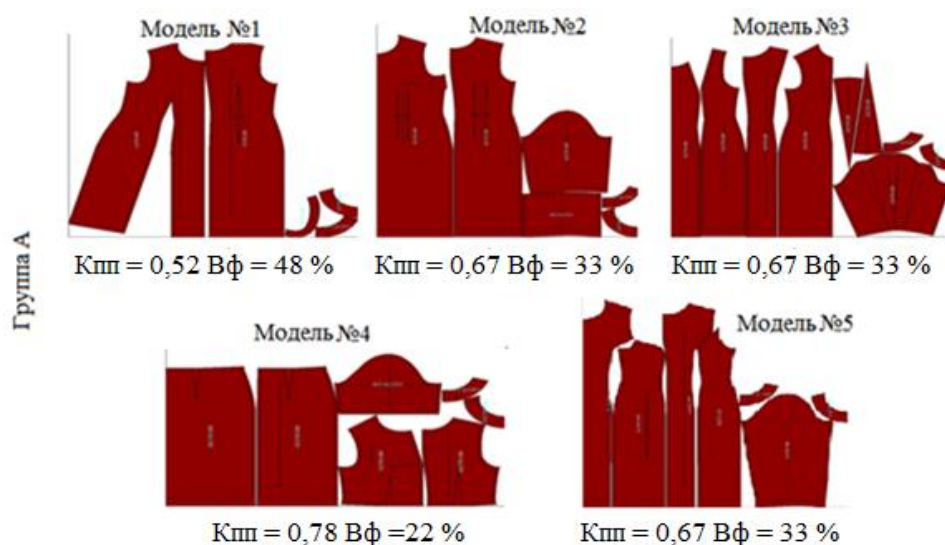 Модель №1
Модель №2
Модель №3
Группа А
Кпп = 0,52 Вф = 48 %
Кпп = 0,67 Вф = 33 %
Кпп = 0,67 Вф = 33 %
Модель №4
Модель №5
Кпп = 0,78 Вф =22 %
Кпп = 0,67 Вф = 33 %